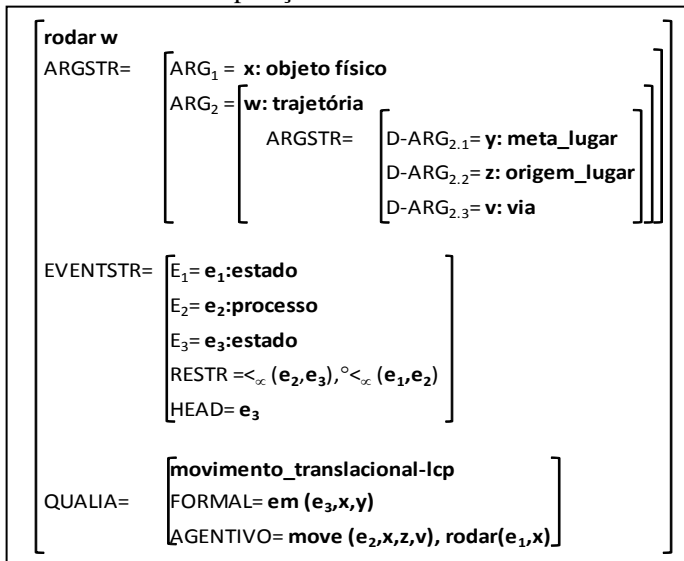 rodar w
ARGSTR= ARG₁ = x: objeto físico
ARG₂ = w: trajetória
ARGSTR= D-ARG₂.₁= y: meta_lugar
D-ARG₂.₂= z: origem_lugar
D-ARG₂.₃= v: via
EVENTSTR= E₁= e₁:estado
E₂= e₂:processo
E₃= e₃:estado
RESTR =<∞ (e₂,e₃),°<∞ (e₁,e₂)
HEAD= e₃
movimento_translacional-lcp
QUALIA= FORMAL= em (e₃,x,y)
AGENTIVO= move (e₂,x,z,v), rodar(e₁,x)